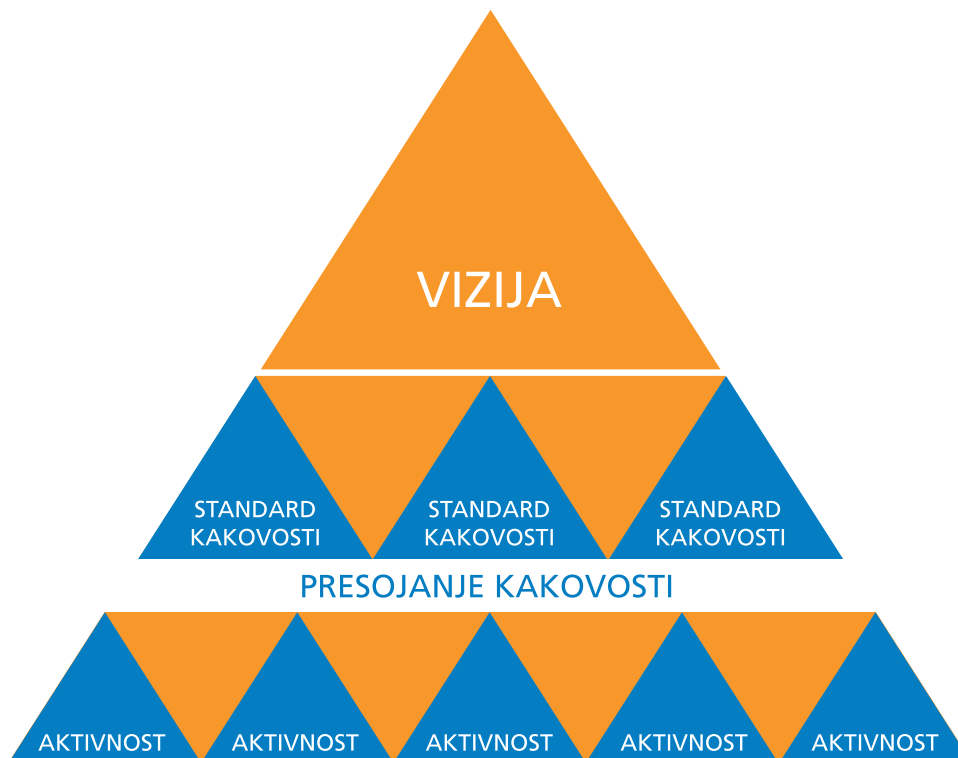 VIZIJA
STANDARD
KAKOVOSTI
STANDARD
KAKOVOSTI
STANDARD
KAKOVOSTI
PRESOJANJE KAKOVOSTI
AKTIVNOST
AKTIVNOST
AKTIVNOST
AKTIVNOST
AKTIVNOST